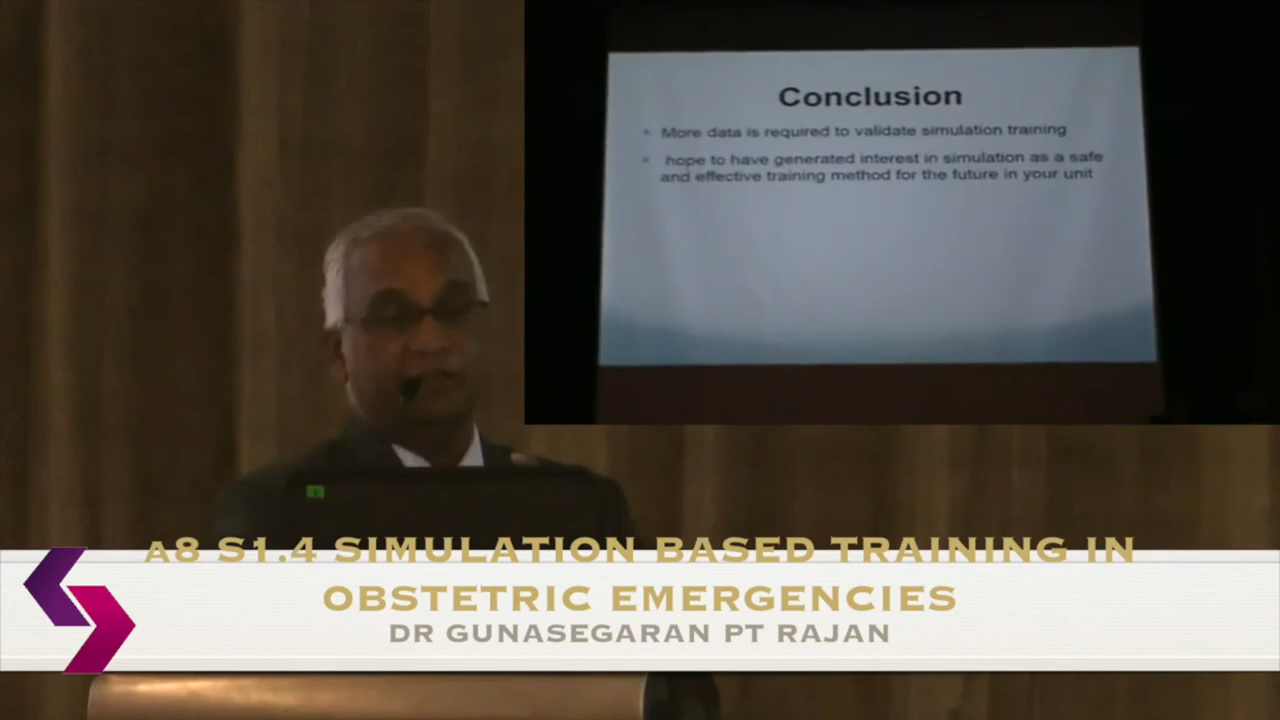 Conclusion
• More data is required to validate simulation training
• hope to have generated interest in simulation as a safe
and effective training method for the future in your unit
A8 S1.4 SIMULATION BASED TRAINING IN
OBSTETRIC EMERGENCIES
DR GUNASEGARAN PT RAJAN